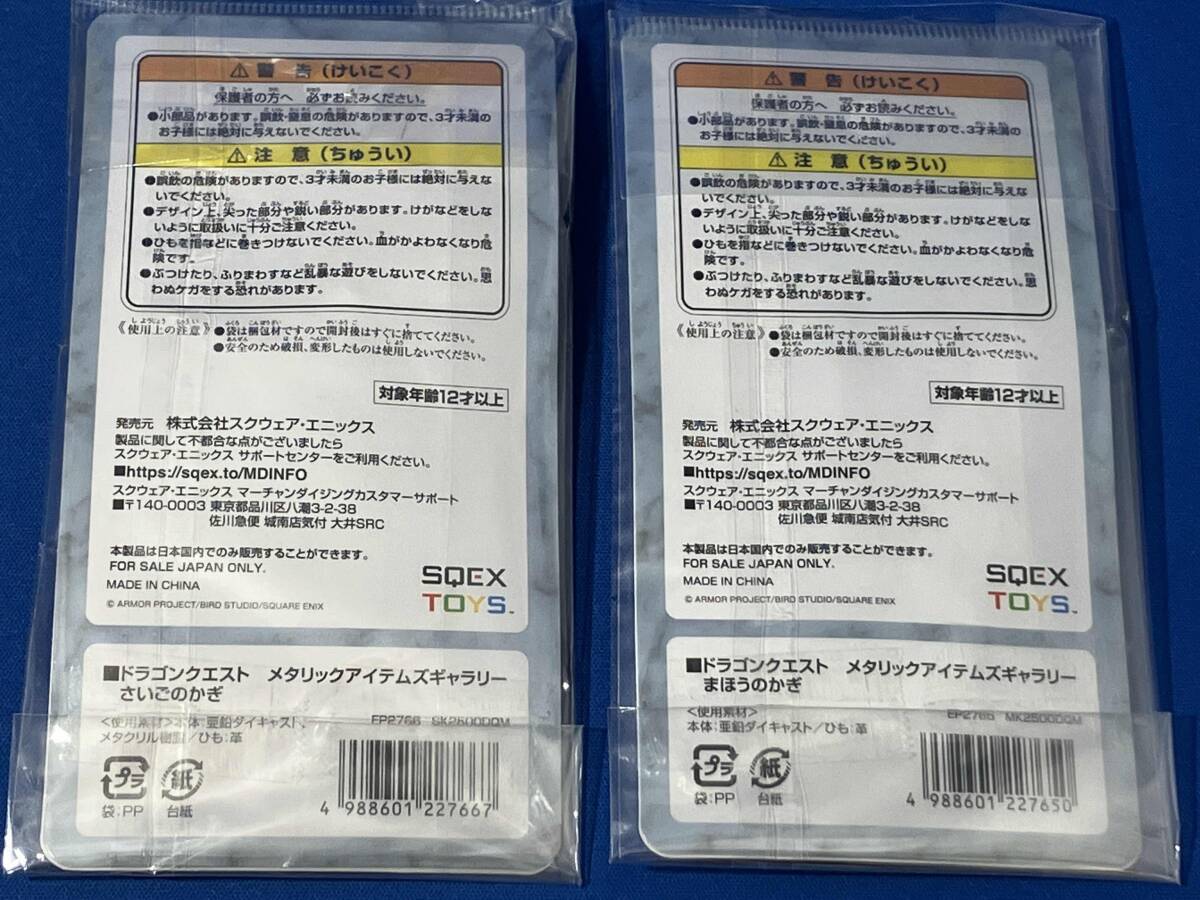 ⚠警告(けいこく)
保護者の方へ 必ずお読みください。
●小部品があります。誤飲・窒息の危険がありますので、3才未満の
お子様には絶対に与えないでください。
⚠注意(ちゅうい)
●誤飲の危険がありますので、3才未満のお子様には絶対に与えな
いでください。
●デザイン上、尖った部分や鋭い部分があります。けがなどをしな
いように取扱いに十分ご注意ください。
●ひもを指などに巻きつけないでください。血がかよわなくなり危
険です。
●ぶつけたり、ふりまわすなど乱暴な遊びをしないでください。思
わぬケガをする恐れがあります。
《使用上の注意》●袋は梱包材ですので開封後はすぐに捨ててください。
●安全のため破損、変形したものは使用しないでください。
対象年齢12才以上
発売元 株式会社スクウェア・エニックス
製品に関して不都合な点がございましたら
スクウェア・エニックス サポートセンターをご利用ください。
■https://sqex.to/MDINFO
スクウェア・エニックス マーチャンダイジングカスタマーサポート
■〒140-0003 東京都品川区八潮3-2-38
佐川急便 城南店気付 大井SRC
本製品は日本国内でのみ販売することができます。
FOR SALE JAPAN ONLY.
MADE IN CHINA
© ARMOR PROJECT/BIRD STUDIO/SQUARE ENIX
SQEX
TOYS™
■ドラゴンクエスト メタリックアイテムズギャラリー
さいごのかぎ
EP2766 SK2500DQM
<使用素材>本体:亜鉛ダイキャスト、
メタクリル樹脂/ひも:革
プラ
袋:PP
紙
台紙
4 988601 227667
⚠警告(けいこく)
保護者の方へ 必ずお読みください。
●小部品があります。誤飲・窒息の危険がありますので、3才未満の
お子様には絶対に与えないでください。
⚠注意(ちゅうい)
●誤飲の危険がありますので、3才未満のお子様には絶対に与えな
いでください。
●デザイン上、尖った部分や鋭い部分があります。けがなどをしな
いように取扱いに十分ご注意ください。
●ひもを指などに巻きつけないでください。血がかよわなくなり危
険です。
●ぶつけたり、ふりまわすなど乱暴な遊びをしないでください。思
わぬケガをする恐れがあります。
《使用上の注意》●袋は梱包材ですので開封後はすぐに捨ててください。
●安全のため破損、変形したものは使用しないでください。
対象年齢12才以上
発売元 株式会社スクウェア・エニックス
製品に関して不都合な点がございましたら
スクウェア・エニックス サポートセンターをご利用ください。
■https://sqex.to/MDINFO
スクウェア・エニックス マーチャンダイジングカスタマーサポート
■〒140-0003 東京都品川区八潮3-2-38
佐川急便 城南店気付 大井SRC
本製品は日本国内でのみ販売することができます。
FOR SALE JAPAN ONLY.
MADE IN CHINA
© ARMOR PROJECT/BIRD STUDIO/SQUARE ENIX
SQEX
TOYS™
■ドラゴンクエスト メタリックアイテムズギャラリー
まほうのかぎ
EP2765 MK2500DQM
<使用素材>
本体:亜鉛ダイキャスト/ひも:革
プラ
袋:PP
紙
台紙
4 988601 227650